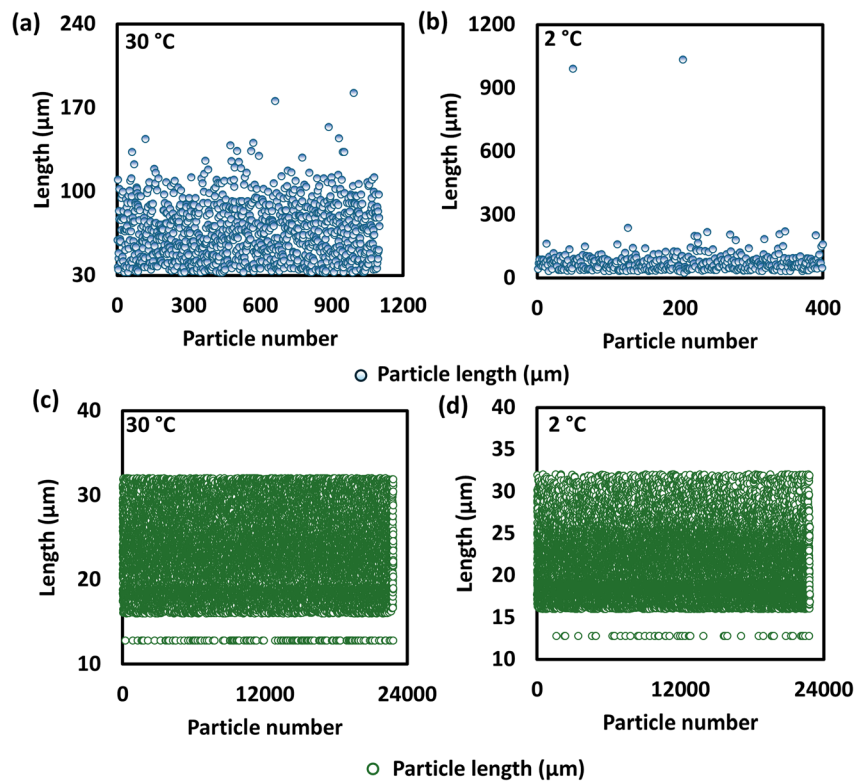 (a)
240
170
100
30
Length (µm)
30 °C
0 300 600 900 1200
Particle number
(b)
1200
900
600
300
0
Length (µm)
2 °C
0 200 400
Particle number
Particle length (µm)
(c)
40
30
20
10
Length (µm)
30 °C
0 12000 24000
Particle number
(d)
40
35
30
25
20
15
10
Length (µm)
2 °C
0 12000 24000
Particle number
Particle length (µm)